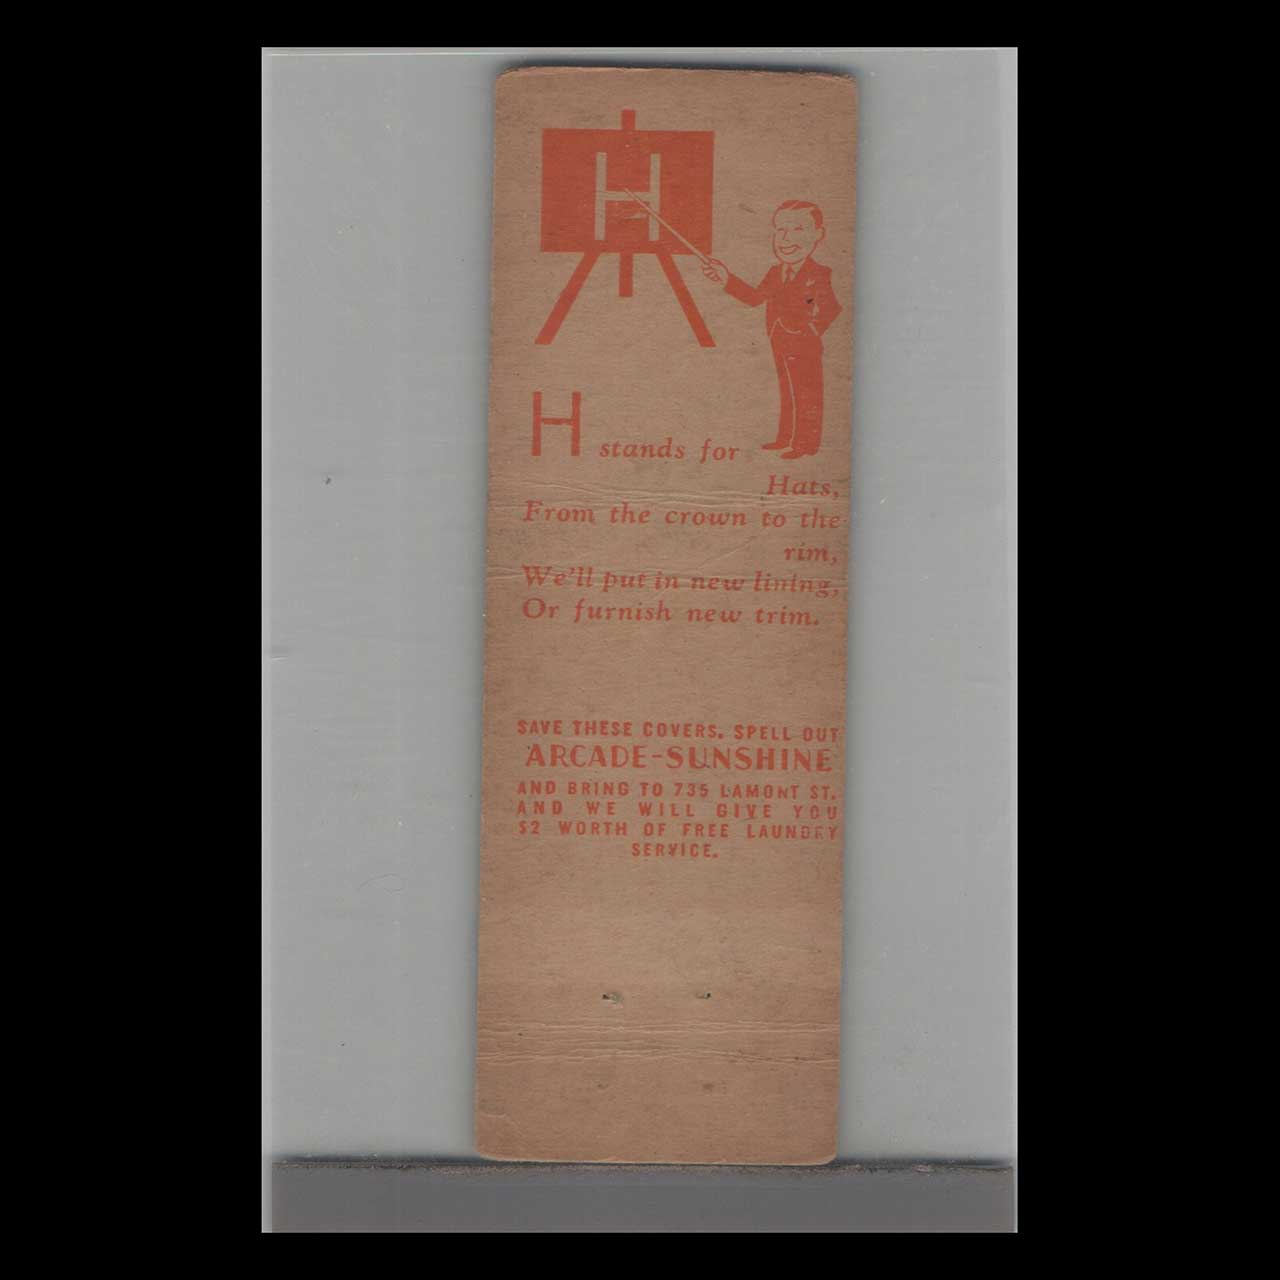 H
H stands for
Hats,
From the crown to the
rim,
We'll put in new lining,
Or furnish new trim.
SAVE THESE COVERS. SPELL OUT
ARCADE-SUNSHINE
AND BRING TO 735 LAMONT ST.
AND WE WILL GIVE YOU
$2 WORTH OF FREE LAUNDRY
SERVICE.